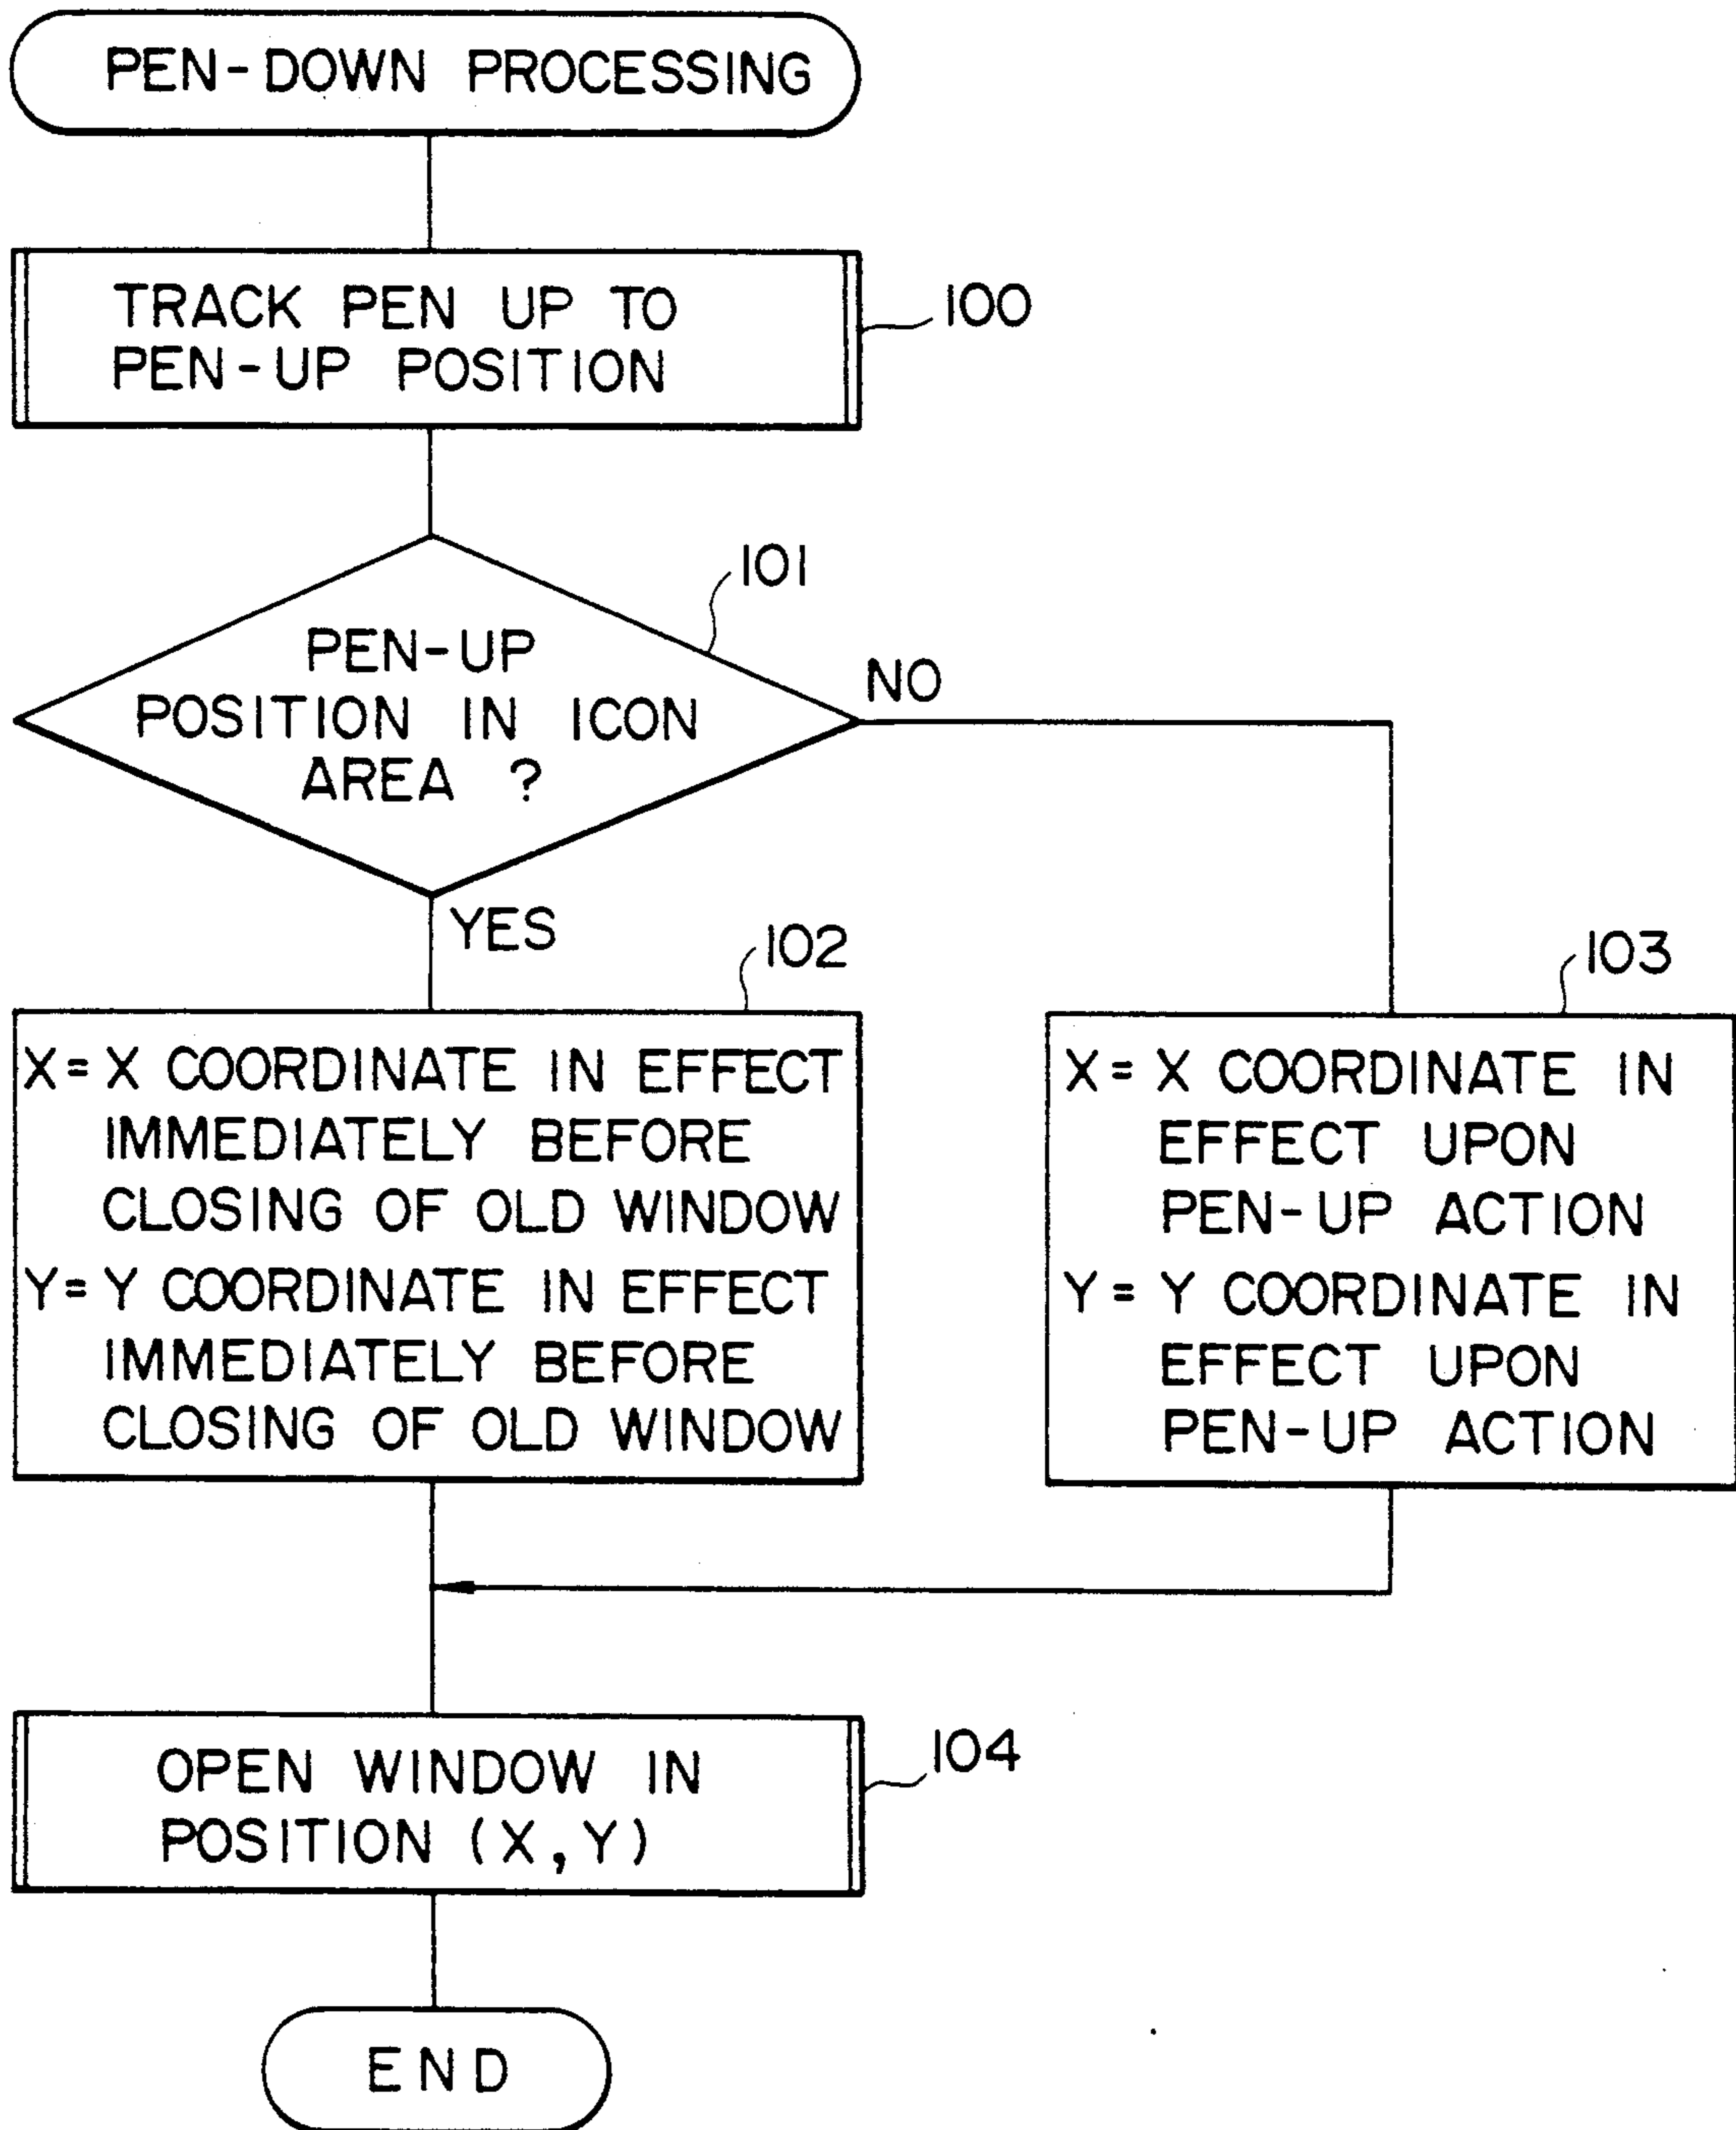 PEN-DOWN PROCESSING
TRACK PEN UP TO
PEN-UP POSITION
100
101
PEN-UP
POSITION IN ICON
AREA ?
NO
YES
102
X= X COORDINATE IN EFFECT
IMMEDIATELY BEFORE
CLOSING OF OLD WINDOW
Y= Y COORDINATE IN EFFECT
IMMEDIATELY BEFORE
CLOSING OF OLD WINDOW
103
X= X COORDINATE IN
EFFECT UPON
PEN-UP ACTION
Y= Y COORDINATE IN
EFFECT UPON
PEN-UP ACTION
OPEN WINDOW IN
POSITION (X,Y)
104
END